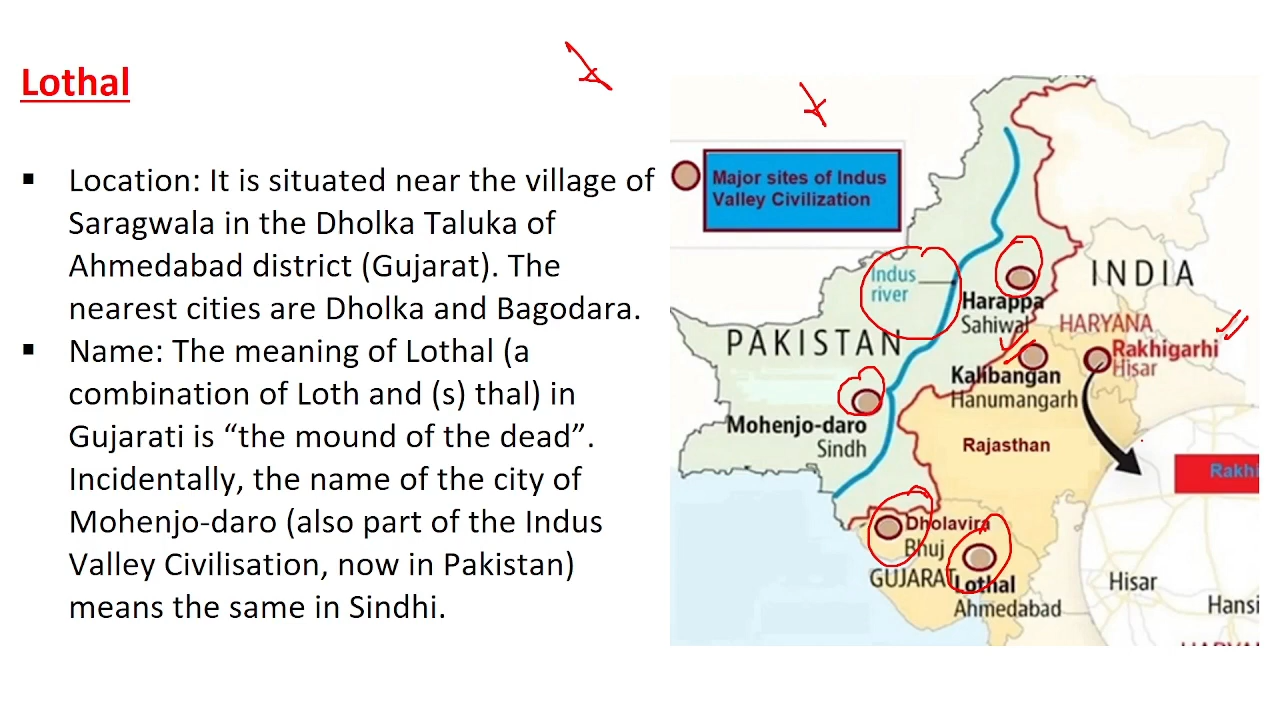 Lothal
▪ Location: It is situated near the village of
Saragwala in the Dholka Taluka of
Ahmedabad district (Gujarat). The
nearest cities are Dholka and Bagodara.
▪ Name: The meaning of Lothal (a
combination of Loth and (s) thal) in
Gujarati is “the mound of the dead”.
Incidentally, the name of the city of
Mohenjo-daro (also part of the Indus
Valley Civilisation, now in Pakistan)
means the same in Sindhi.
Major sites of Indus
Valley Civilization
Indus
river
INDIA
Harappa
Sahiwal
HARYANA
PAKISTAN
Rakhigarhi
Hisar
Kalibangan
Hanumangarh
Mohenjo-daro
Sindh
Rajasthan
Rakhi
Dholavira
Bhuj
GUJARAT
Lothal
Ahmedabad
Hisar
Hansi